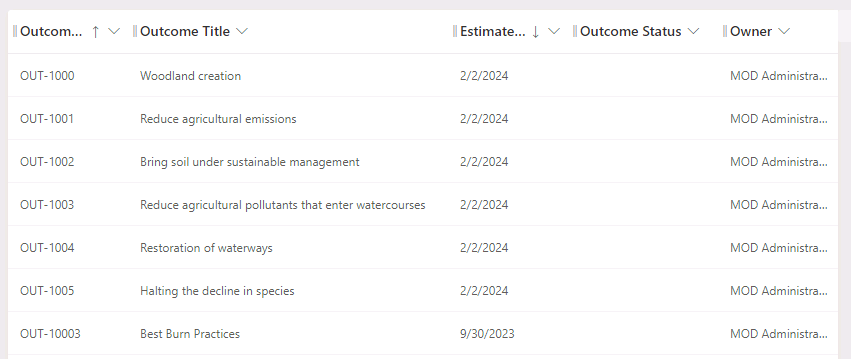 Outcom... ↑ Outcome Title Estimate... ↓ Outcome Status Owner
OUT-1000 Woodland creation 2/2/2024 MOD Administra...
OUT-1001 Reduce agricultural emissions 2/2/2024 MOD Administra...
OUT-1002 Bring soil under sustainable management 2/2/2024 MOD Administra...
OUT-1003 Reduce agricultural pollutants that enter watercourses 2/2/2024 MOD Administra...
OUT-1004 Restoration of waterways 2/2/2024 MOD Administra...
OUT-1005 Halting the decline in species 2/2/2024 MOD Administra...
OUT-10003 Best Burn Practices 9/30/2023 MOD Administra...